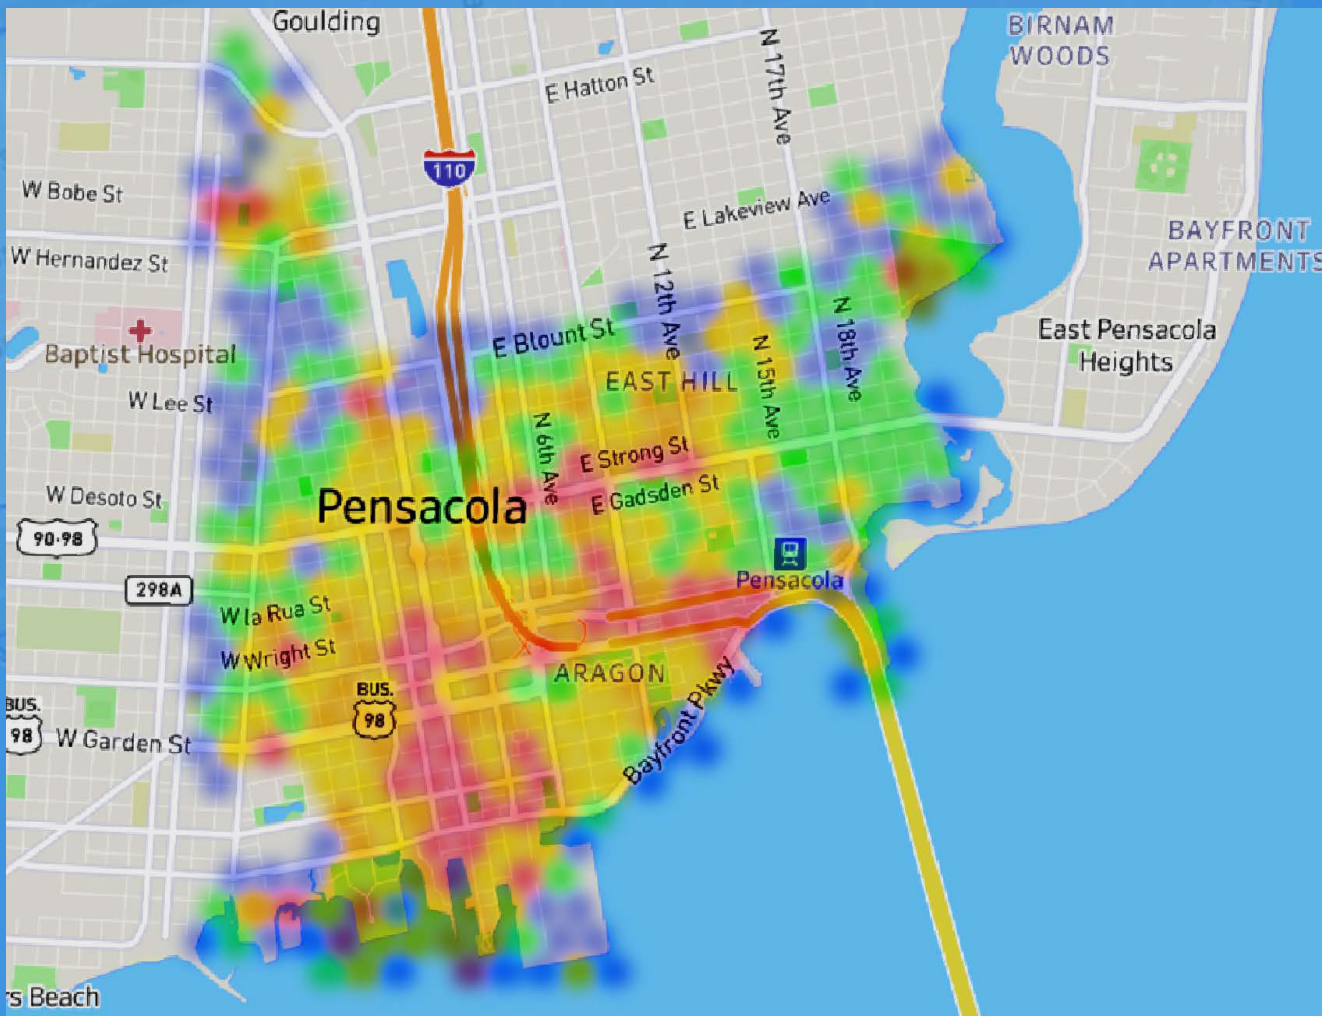 Goulding
BIRNAM
WOODS
N 17th Ave
E Hatton St
110
W Bobe St
E Lakeview Ave
BAYFRONT
APARTMENTS
W Hernandez St
N 12th Ave
N 18th Ave
E Blount St
East Pensacola
Heights
Baptist Hospital
N 15th Ave
EAST HILL
W Lee St
N 6th Ave
E Strong St
E Gadsden St
W Desoto St
Pensacola
90-98
Pensacola
298A
W la Rua St
W Wright St
ARAGON
BUS.
98
BUS.
98
W Garden St
Bayfront Pkwy
rs Beach